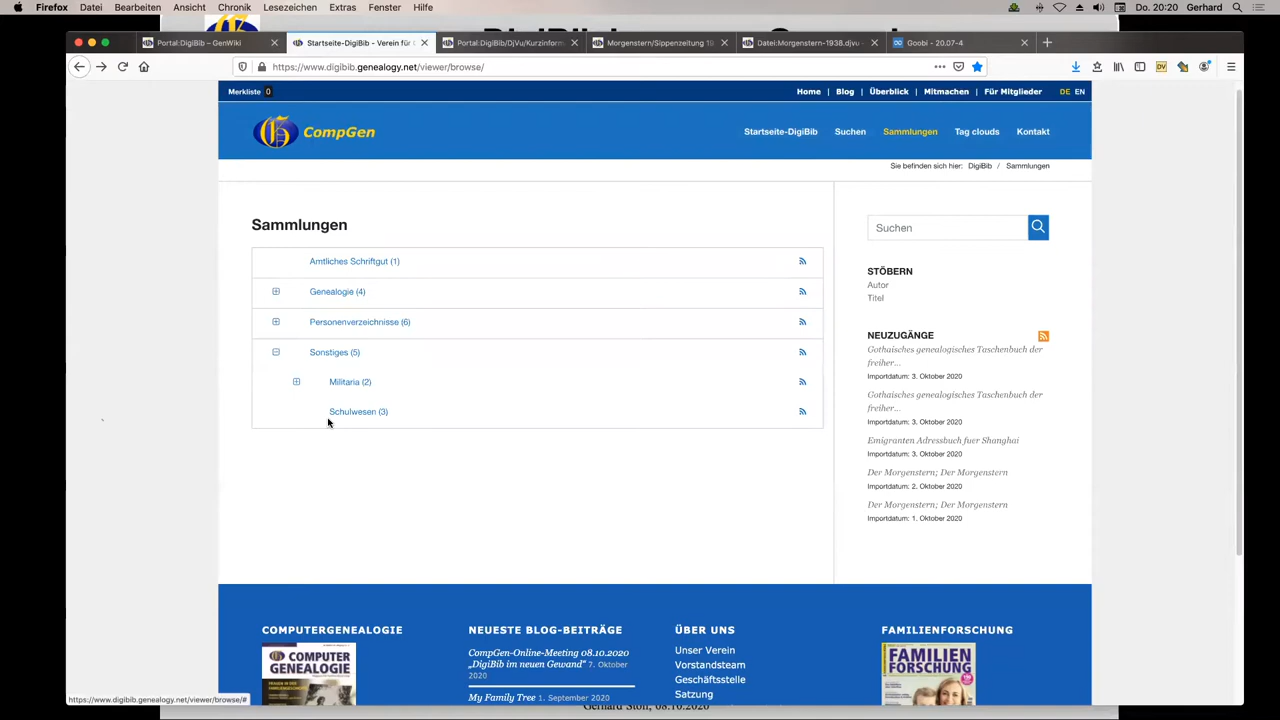 Firefox Datei Bearbeiten Ansicht Chronik Lesezeichen Extras Fenster Hilfe
Do. 20:20 Gerhard
Portal:DigiBib – GenWiki
Startseite-DigiBib - Verein für
Portal:DigiBib/DjVu/Kurzinform
Morgenstern/Sippenzeitung 19
Datei:Morgenstern-1938.djvu -
Goobi - 20.07-4
https://www.digibib.genealogy.net/viewer/browse/
Merkliste 0
Home | Blog | Überblick | Mitmachen | Für Mitglieder
DE EN
CompGen
Startseite-DigiBib Suchen Sammlungen Tag clouds Kontakt
Sie befinden sich hier: DigiBib / Sammlungen
Sammlungen
Amtliches Schriftgut (1)
Genealogie (4)
Personenverzeichnisse (6)
Sonstiges (5)
Militaria (2)
Schulwesen (3)
Suchen
STÖBERN
Autor
Titel
NEUZUGÄNGE
Gothaisches genealogisches Taschenbuch der
freiher...
Importdatum: 3. Oktober 2020
Gothaisches genealogisches Taschenbuch der
freiher...
Importdatum: 3. Oktober 2020
Emigranten Adressbuch fuer Shanghai
Importdatum: 3. Oktober 2020
Der Morgenstern; Der Morgenstern
Importdatum: 2. Oktober 2020
Der Morgenstern; Der Morgenstern
Importdatum: 1. Oktober 2020
COMPUTERGENEALOGIE
COMPUTER
GENEALOGIE
NEUESTE BLOG-BEITRÄGE
CompGen-Online-Meeting 08.10.2020
„DigiBib im neuen Gewand“ 7. Oktober
2020
My Family Tree 1. September 2020
ÜBER UNS
Unser Verein
Vorstandsteam
Geschäftsstelle
Satzung
FAMILIENFORSCHUNG
FAMILIEN
FORSCHUNG
https://www.digibib.genealogy.net/viewer/browse/#
Gerhard Stoll, 08.10.2020